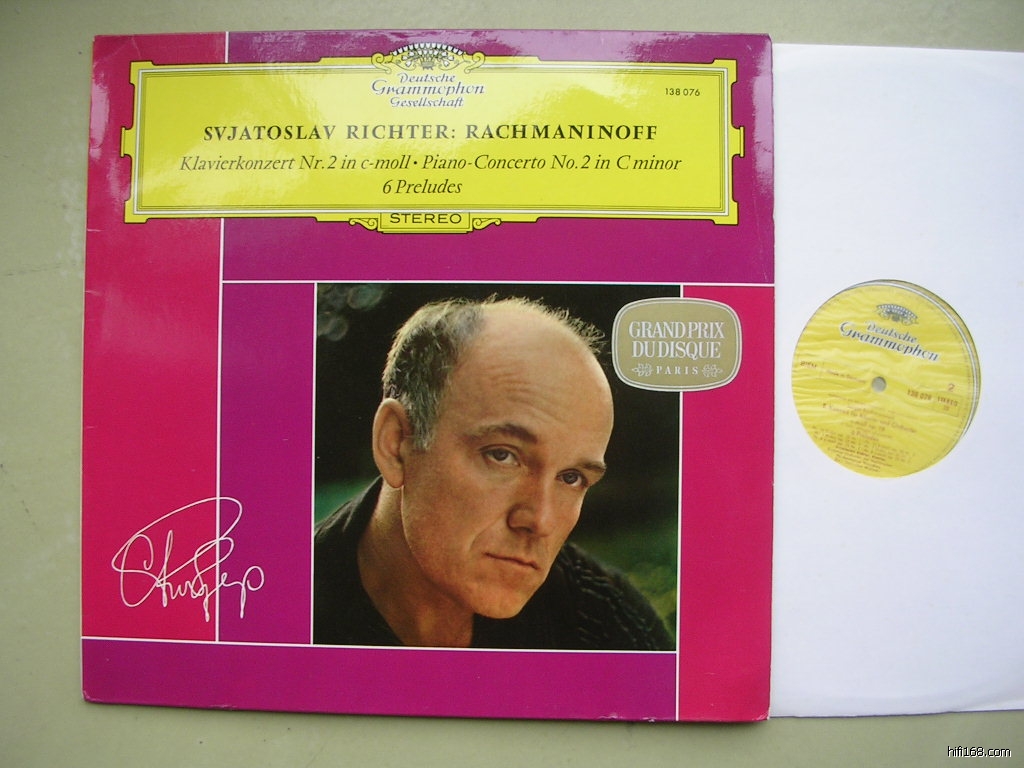 Deutsche
Grammophon
Gesellschaft
138 076
SVJATOSLAV RICHTER: RACHMANINOFF
Klavierkonzert Nr. 2 in c-moll • Piano-Concerto No. 2 in C minor
6 Preludes
STEREO
GRAND PRIX
DU DISQUE
PARIS
Deutsche
Grammophon
2
138 076 STEREO
hifi168.com